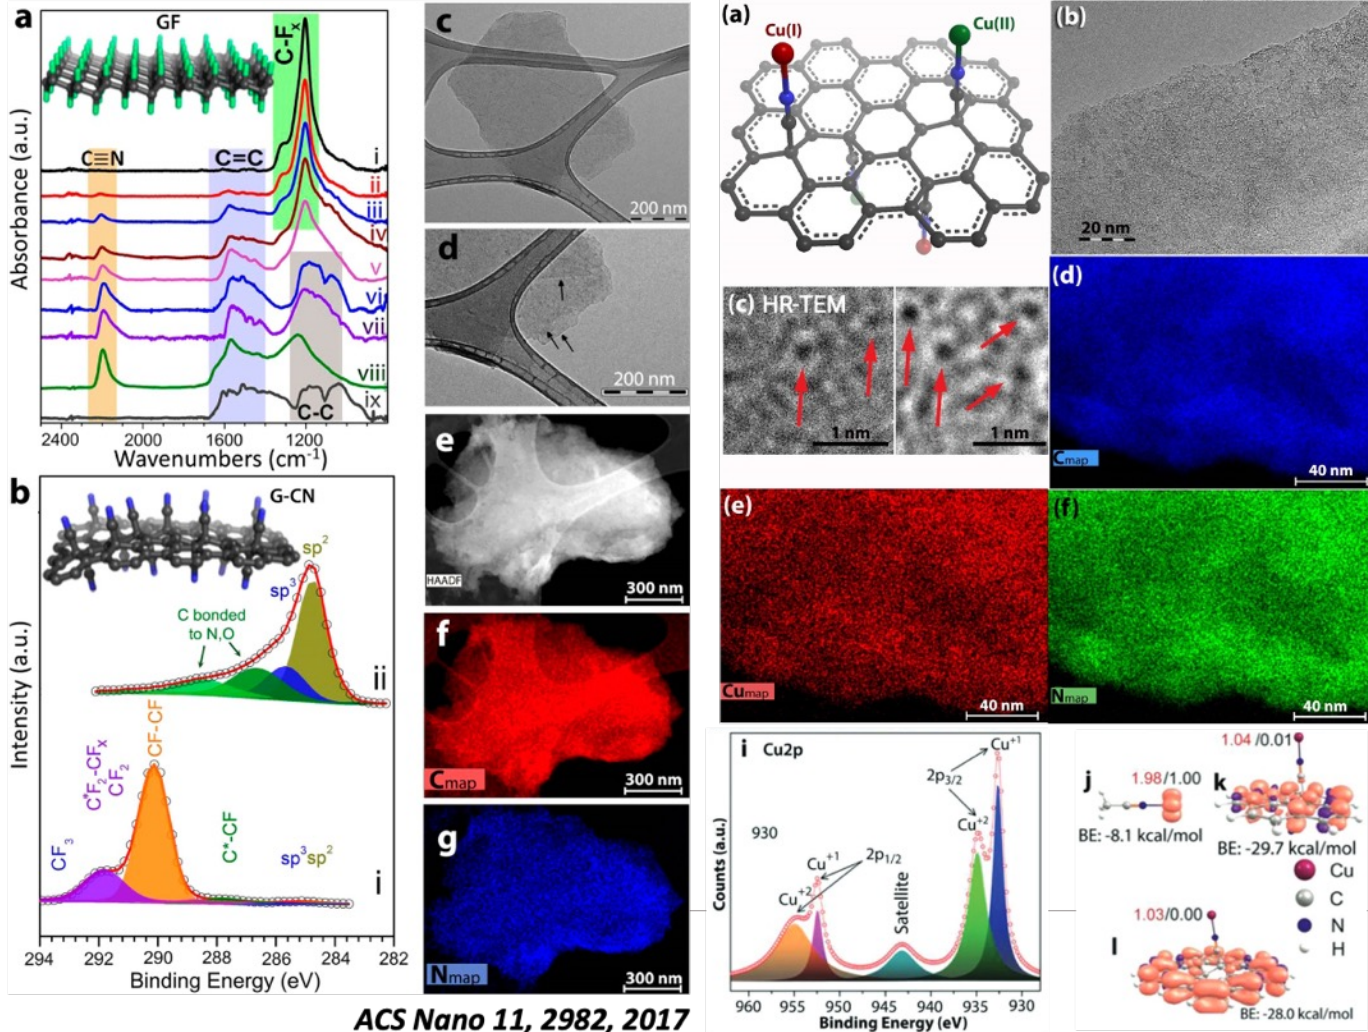 a
GF
C-Fₓ
C≡N
C=C
i
ii
iii
iv
v
vi
vii
viii
ix
C-C
Absorbance (a.u.)
2400
2000
1600
1200
Wavenumbers (cm⁻¹)
b
G-CN
sp²
sp³
C bonded
to N,O
ii
CF-CF
C*F₂-CFₓ
CF₂
CF₃
C*-CF
sp³sp²
i
Intensity (a.u.)
294
292
290
288
286
284
282
Binding Energy (eV)
c
200 nm
d
200 nm
e
HAADF
300 nm
f
Cmap
300 nm
g
Nmap
300 nm
ACS Nano 11, 2982, 2017
(a)
Cu(I)
Cu(II)
(b)
20 nm
(c) HR-TEM
1 nm
1 nm
(d)
Cmap
40 nm
(e)
Cumap
40 nm
(f)
Nmap
40 nm
i
Cu2p
Cu⁺¹
2p₃/₂
Cu⁺²
930
2p₁/₂
Cu⁺¹
Cu⁺²
Satellite
Counts (a.u.)
960
955
950
945
940
935
930
Binding Energy (eV)
j
1.98/1.00
BE: -8.1 kcal/mol
1.04/0.01
k
BE: -29.7 kcal/mol
Cu
C
N
H
1.03/0.00
l
BE: -28.0 kcal/mol